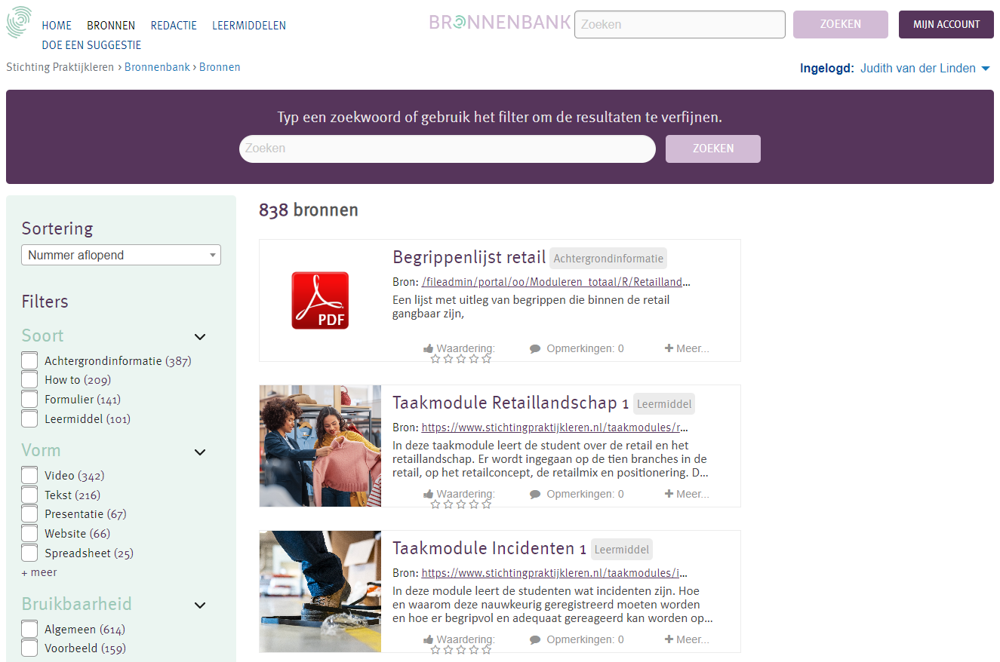 HOME BRONNEN REDACTIE LEERMIDDELEN
DOE EEN SUGGESTIE
BRONNENBANK Zoeken ZOEKEN MIJN ACCOUNT
Stichting Praktijkleren › Bronnenbank › Bronnen
Ingelogd: Judith van der Linden
Typ een zoekwoord of gebruik het filter om de resultaten te verfijnen.
Zoeken ZOEKEN
Sortering
Nummer aflopend
Filters
Soort
Achtergrondinformatie (387)
How to (209)
Formulier (141)
Leermiddel (101)
Vorm
Video (342)
Tekst (216)
Presentatie (67)
Website (66)
Spreadsheet (25)
+ meer
Bruikbaarheid
Algemeen (614)
Voorbeeld (159)
838 bronnen
Begrippenlijst retail Achtergrondinformatie
Bron: /fileadmin/portal/oo/Moduleren_totaal/R/Retailland...
Een lijst met uitleg van begrippen die binnen de retail
gangbaar zijn,
PDF
Waardering: Opmerkingen: 0 + Meer...
Taakmodule Retaillandschap 1 Leermiddel
Bron: https://www.stichtingpraktijkleren.nl/taakmodules/r...
In deze taakmodule leert de student over de retail en het
retaillandschap. Er wordt ingegaan op de tien branches in de
retail, op het retailconcept, de retailmix en positionering. D...
Waardering: Opmerkingen: 0 + Meer...
Taakmodule Incidenten 1 Leermiddel
Bron: https://www.stichtingpraktijkleren.nl/taakmodules/i...
In deze module leert de studenten wat incidenten zijn. Hoe
en waarom deze nauwkeurig geregistreerd moeten worden
en hoe er begripvol en adequaat gereageerd kan worden op...
Waardering: Opmerkingen: 0 + Meer...